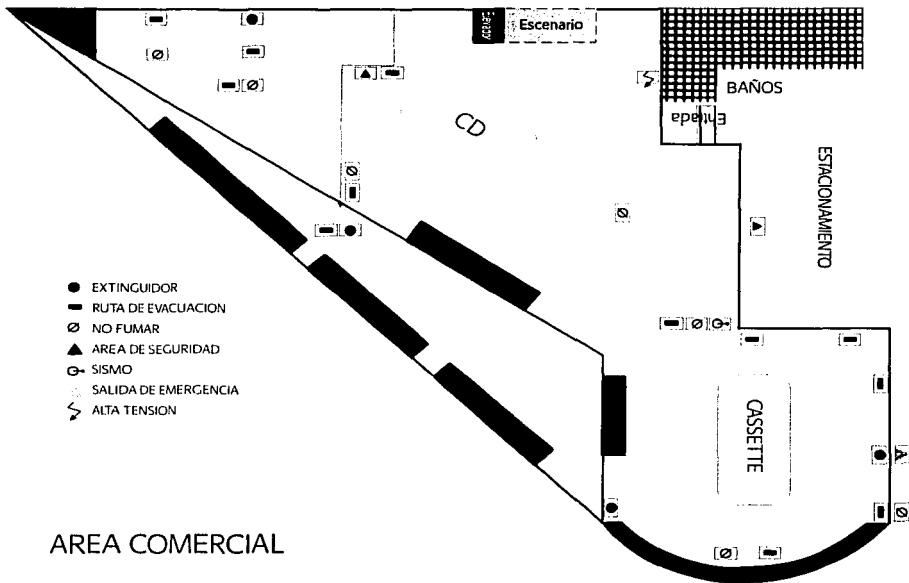 Escenario
BAÑOS
Entrada
CD
ESTACIONAMIENTO
EXTINGUIDOR
RUTA DE EVACUACION
NO FUMAR
AREA DE SEGURIDAD
SISMO
SALIDA DE EMERGENCIA
ALTA TENSION
CASSETTE
AREA COMERCIAL